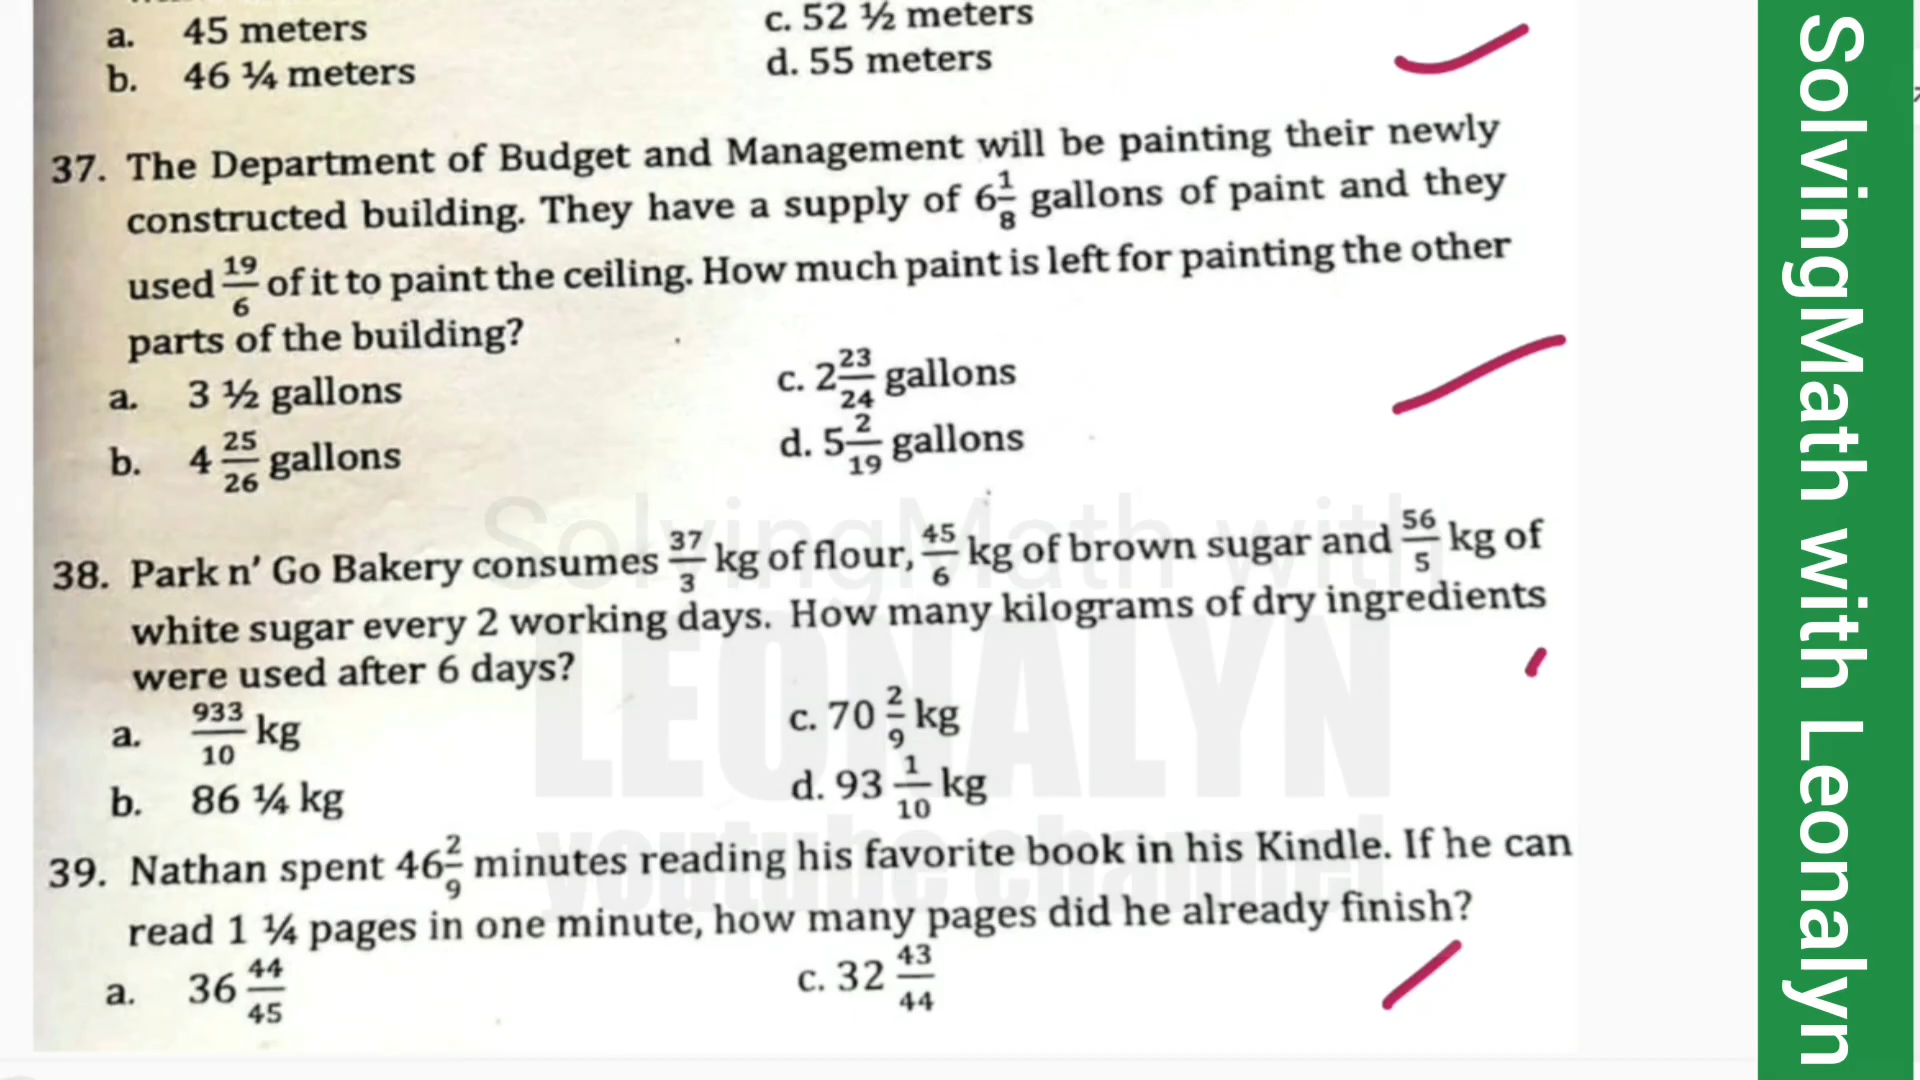 a. 45 meters c. 52 ½ meters
b. 46 ¼ meters d. 55 meters
37. The Department of Budget and Management will be painting their newly
constructed building. They have a supply of 6 1/8 gallons of paint and they
used 19/6 of it to paint the ceiling. How much paint is left for painting the other
parts of the building?
a. 3 ½ gallons c. 2 23/24 gallons
b. 4 25/26 gallons d. 5 2/19 gallons
38. Park n' Go Bakery consumes 37/3 kg of flour, 45/6 kg of brown sugar and 56/5 kg of
white sugar every 2 working days. How many kilograms of dry ingredients
were used after 6 days?
a. 933/10 kg c. 70 2/9 kg
b. 86 ¼ kg d. 93 1/10 kg
39. Nathan spent 46 2/9 minutes reading his favorite book in his Kindle. If he can
read 1 ¼ pages in one minute, how many pages did he already finish?
a. 36 44/45 c. 32 43/44
SolvingMath with
LEONALYN
youtube channel
SolvingMath with Leonalyn